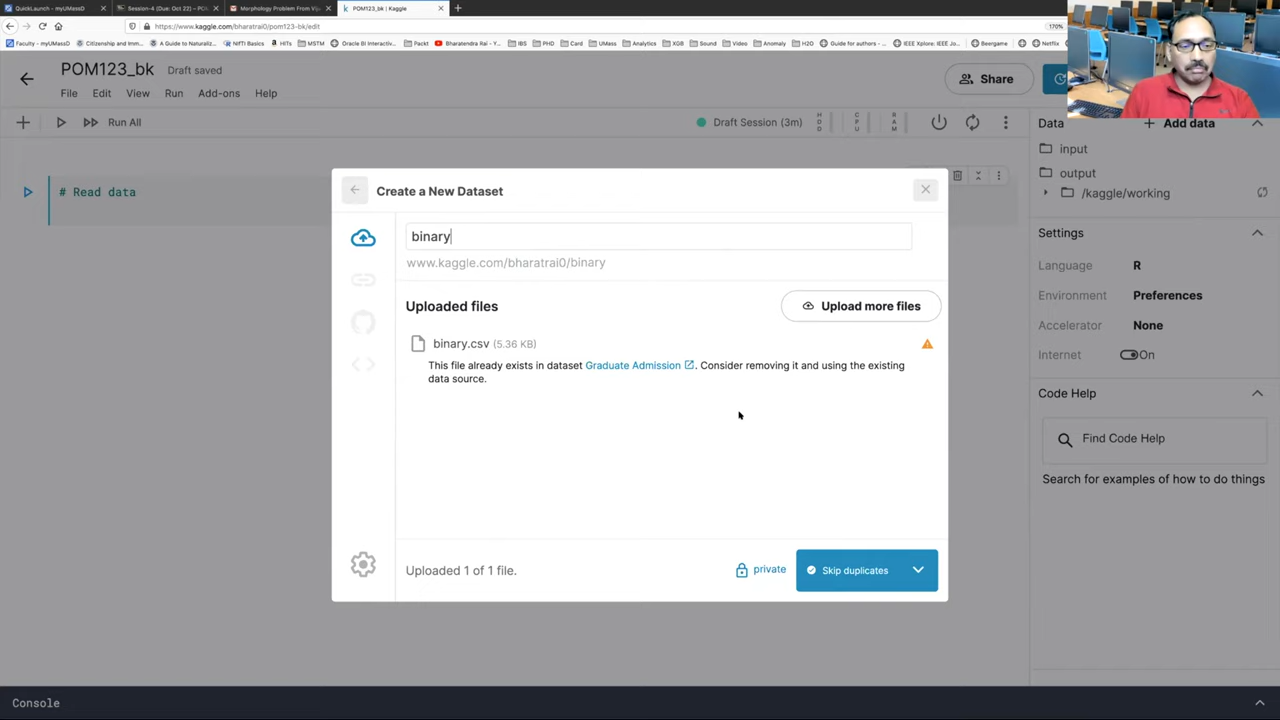 QuikLaunch - myUMassD
Session-4 (Due: Oct 22) – PO
Morphology Problem From Vija
POM123_bk | Kaggle
https://www.kaggle.com/bharatrai0/pom123-bk/edit
170%
Faculty - myUMassD
Citizenship and Imm
A Guide to Naturaliz
NIfTI Basics
HITs
MSTM
Oracle BI Interactiv
Packt
Bharatendra Rai - Y
IBS
PHD
Card
UMass
Analytics
XGB
Sound
Video
Anomaly
H2O
Guide for authors -
IEEE Xplore: IEEE Jo
Beergame
Netflix
POM123_bk
Draft saved
Share
File
Edit
View
Run
Add-ons
Help
Run All
Draft Session (3m)
HDD
CPU
RAM
Data
Add data
input
output
/kaggle/working
# Read data
Create a New Dataset
binary
www.kaggle.com/bharatrai0/binary
Uploaded files
Upload more files
binary.csv (5.36 KB)
This file already exists in dataset Graduate Admission. Consider removing it and using the existing
data source.
Uploaded 1 of 1 file.
private
Skip duplicates
Settings
Language R
Environment Preferences
Accelerator None
Internet On
Code Help
Find Code Help
Search for examples of how to do things
Console